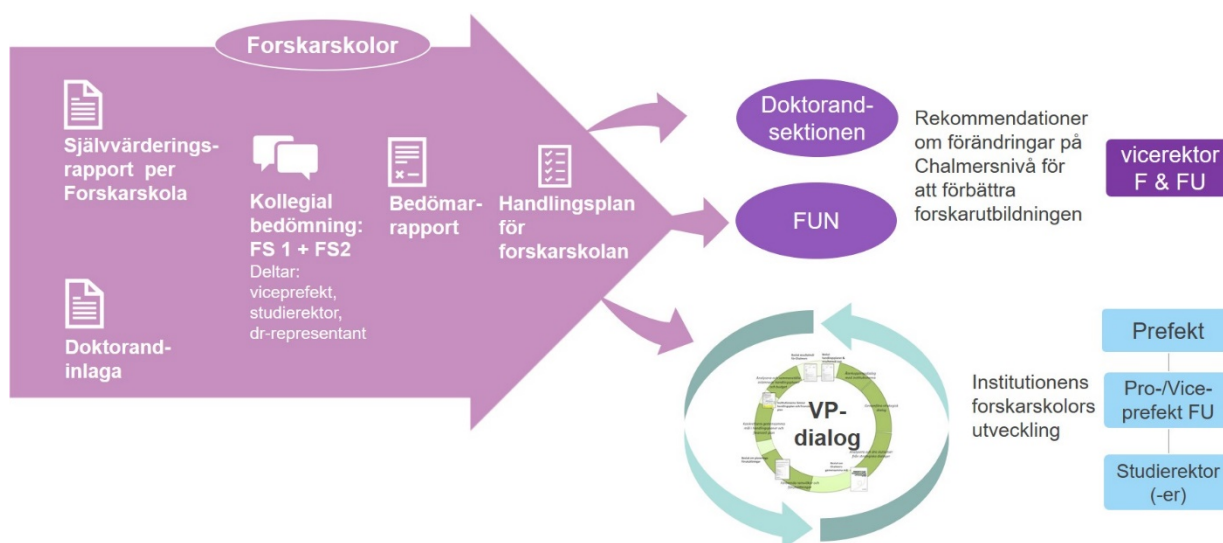 Forskarskolor
Självvärderings-
rapport per
Forskarskola
Doktorand-
inlaga
Kollegial
bedömning:
FS 1 + FS2
Deltar:
viceprefekt,
studierektor,
dr-representant
Bedömar-
rapport
Handlingsplan
för
forskarskolan
Doktorand-
sektionen
FUN
Rekommendationer
om förändringar på
Chalmersnivå för
att förbättra
forskarutbildningen
vicerektor
F & FU
VP-
dialog
Institutionens
forskarskolors
utveckling
Prefekt
Pro-/Vice-
prefekt FU
Studierektor
(-er)